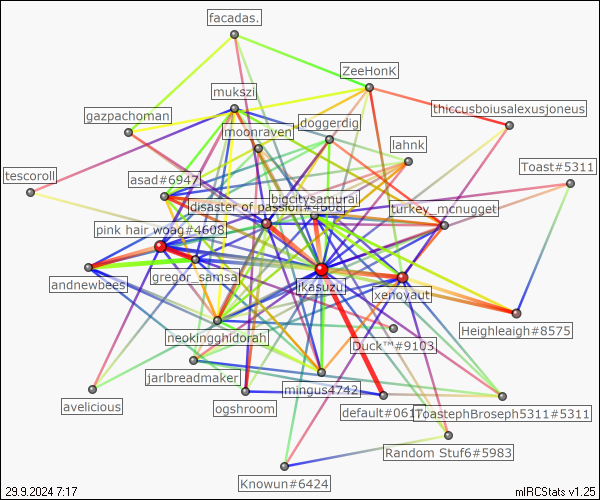 facadas.
ZeeHonK
mukszi
thiccusboiusalexusjoneus
gazpachoman
doggerdig
moonraven
lahnk
Toast#5311
tescoroll
asad#6947
bigcitysamurai
disaster of passion#4608
turkey_mcnugget
pink hair woag#4608
gregor_samsa
andnewbees
ikasuzu
xenoyaut
Heighleaigh#8575
neokingghidorah
Duck™#9103
jarlbreadmaker
mingus4742
avelicious
ogshroom
default#061
ToastephBroseph5311#5311
Random Stuf6#5983
Knowun#6424
29.9.2024 7:17
mIRCStats v1.25